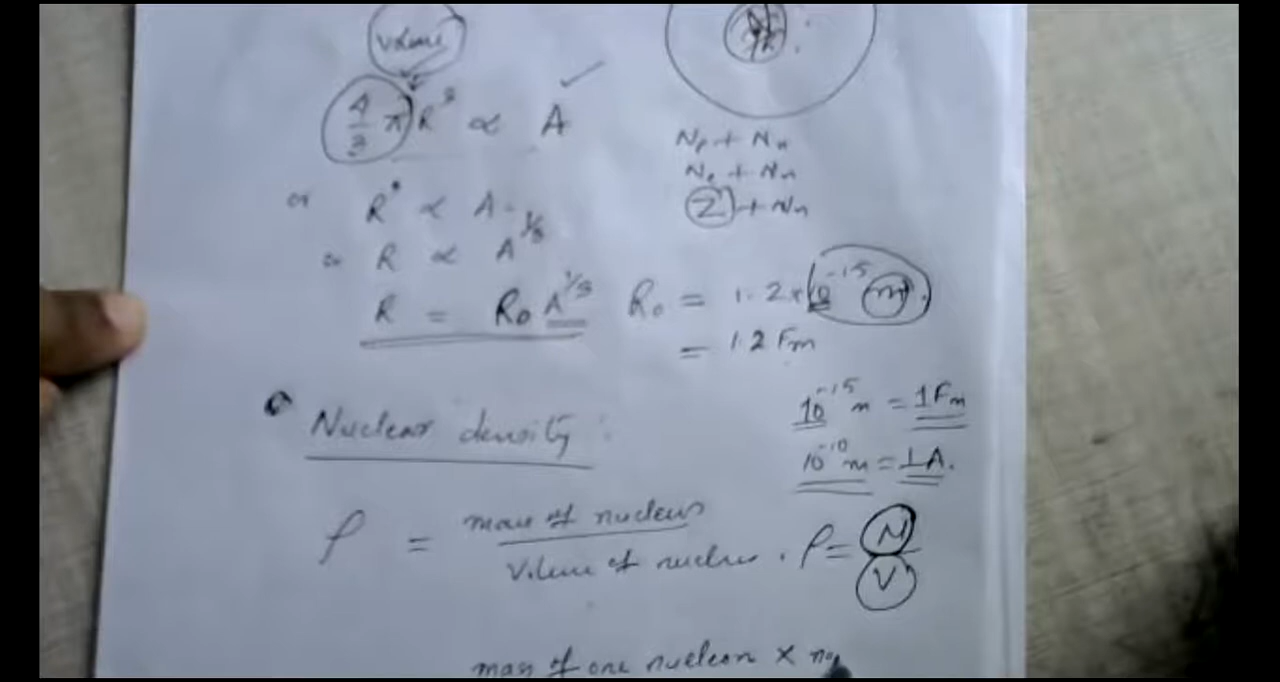 Volume
4/3 π R³ ∝ A
Np + Nn
Ne + Nn
Z + Nn
or R³ ∝ A
or R ∝ A^1/3
R = R₀ A^1/3
R₀ = 1.2 × 10⁻¹⁵ m.
= 1.2 Fm
10⁻¹⁵ m = 1 Fm
10⁻¹⁰ m = 1 A.
Nuclear density :
ρ = mass of nucleus / Volume of nucleus . ρ = M / V
mass of one nucleon ×